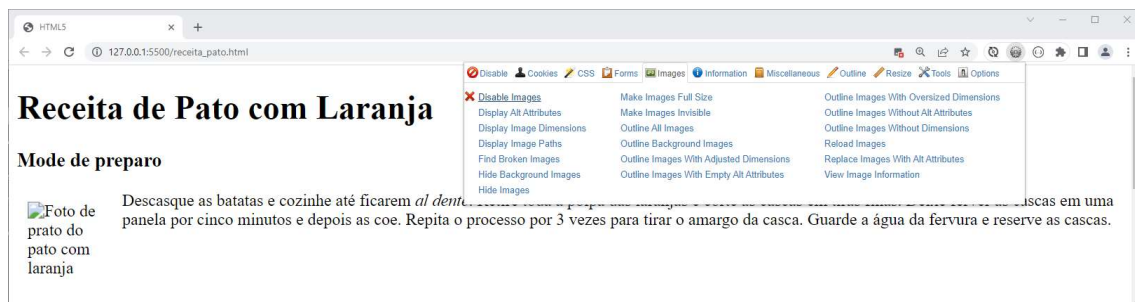 HTML5
127.0.0.1:5500/receita_pato.html
Disable Cookies CSS Forms Images Information Miscellaneous Outline Resize Tools Options
Disable Images Make Images Full Size Outline Images With Oversized Dimensions
Display Alt Attributes Make Images Invisible Outline Images Without Alt Attributes
Display Image Dimensions Outline All Images Outline Images Without Dimensions
Display Image Paths Outline Background Images Reload Images
Find Broken Images Outline Images With Adjusted Dimensions Replace Images With Alt Attributes
Hide Background Images Outline Images With Empty Alt Attributes View Image Information
Hide Images
Receita de Pato com Laranja
Mode de preparo
Foto de
prato do
pato com
laranja
Descasque as batatas e cozinhe até ficarem al dente.
panela por cinco minutos e depois as coe. Repita o processo por 3 vezes para tirar o amargo da casca. Guarde a água da fervura e reserve as cascas.